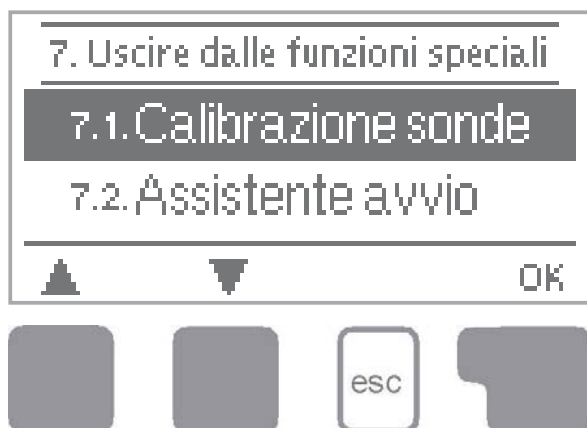 7. Uscire dalle funzioni speciali
7.1. Calibrazione sonde
7.2. Assistente avvio
▲ ▼ OK
esc